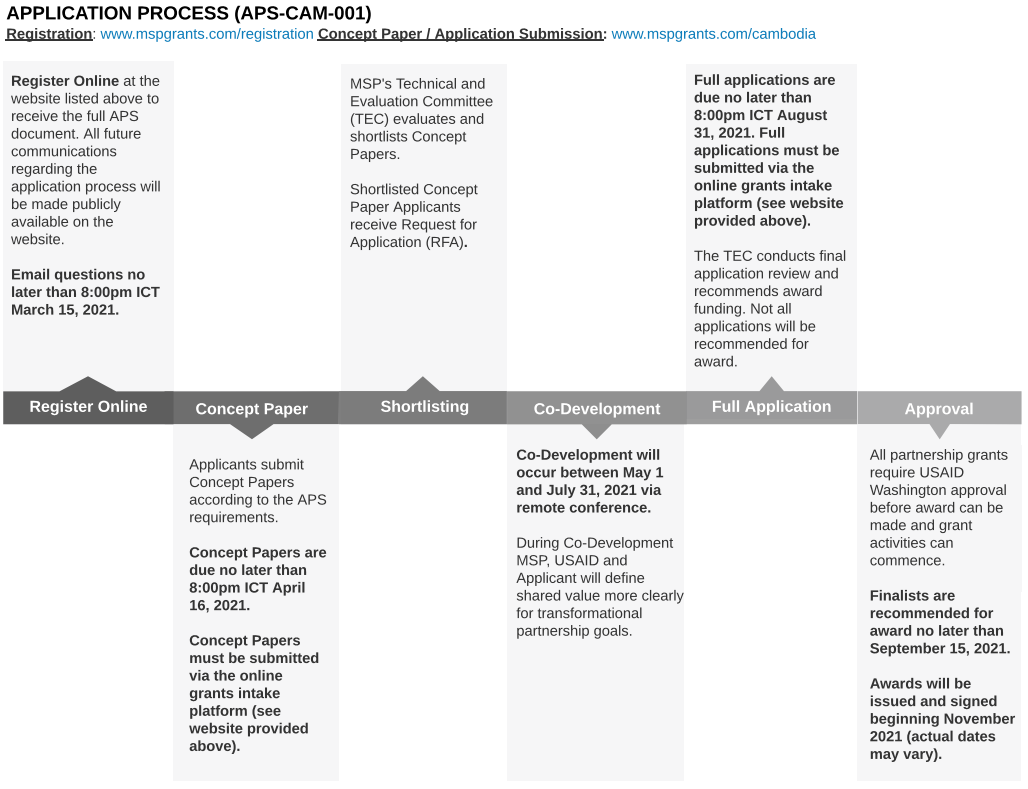 APPLICATION PROCESS (APS-CAM-001)
Registration: www.mspgrants.com/registration Concept Paper / Application Submission: www.mspgrants.com/cambodia
Register Online at the
website listed above to
receive the full APS
document. All future
communications
regarding the
application process will
be made publicly
available on the
website.
Email questions no
later than 8:00pm ICT
March 15, 2021.
MSP's Technical and
Evaluation Committee
(TEC) evaluates and
shortlists Concept
Papers.
Shortlisted Concept
Paper Applicants
receive Request for
Application (RFA).
Full applications are
due no later than
8:00pm ICT August
31, 2021. Full
applications must be
submitted via the
online grants intake
platform (see website
provided above).
The TEC conducts final
application review and
recommends award
funding. Not all
applications will be
recommended for
award.
Register Online
Concept Paper
Shortlisting
Co-Development
Full Application
Approval
Applicants submit
Concept Papers
according to the APS
requirements.
Concept Papers are
due no later than
8:00pm ICT April
16, 2021.
Concept Papers
must be submitted
via the online
grants intake
platform (see
website provided
above).
Co-Development will
occur between May 1
and July 31, 2021 via
remote conference.
During Co-Development
MSP, USAID and
Applicant will define
shared value more clearly
for transformational
partnership goals.
All partnership grants
require USAID
Washington approval
before award can be
made and grant
activities can
commence.
Finalists are
recommended for
award no later than
September 15, 2021.
Awards will be
issued and signed
beginning November
2021 (actual dates
may vary).